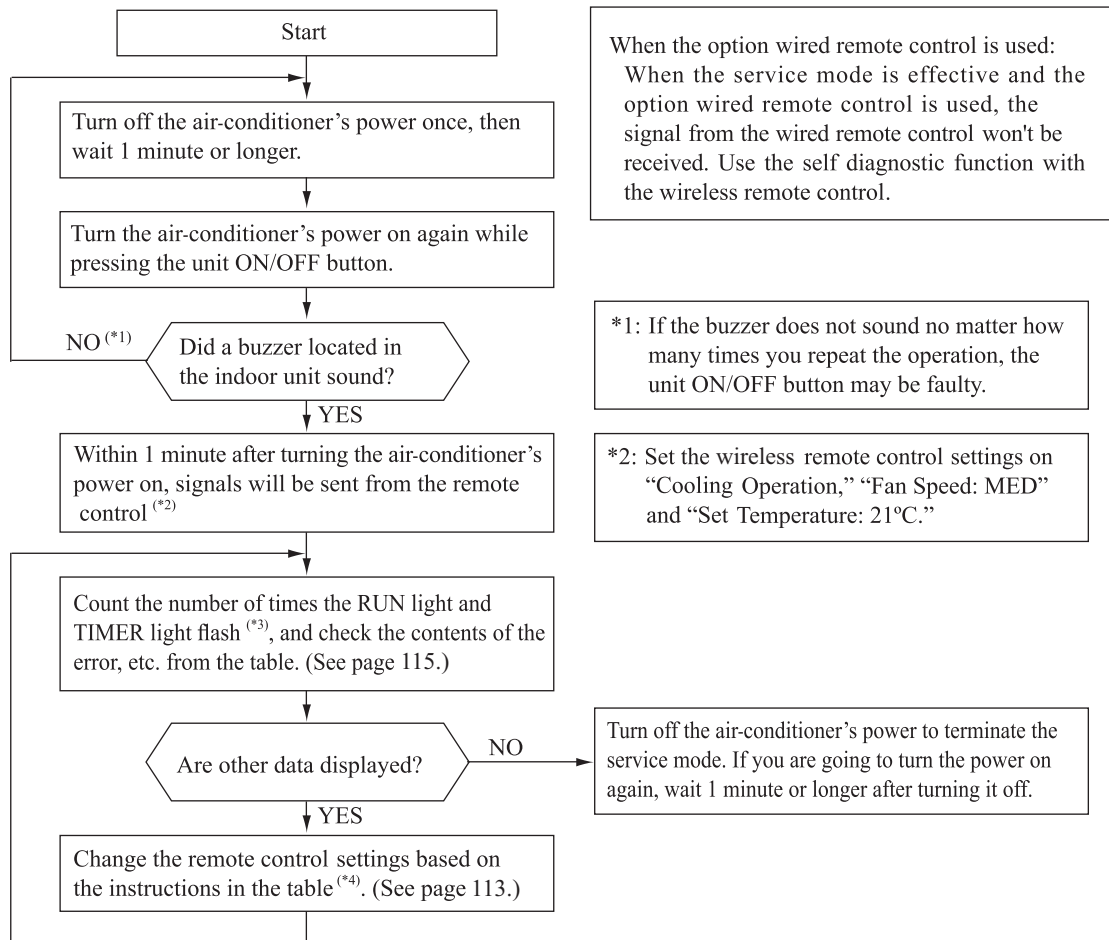 Start
When the option wired remote control is used:
When the service mode is effective and the
option wired remote control is used, the
signal from the wired remote control won't be
received. Use the self diagnostic function with
the wireless remote control.
Turn off the air-conditioner’s power once, then
wait 1 minute or longer.
Turn the air-conditioner’s power on again while
pressing the unit ON/OFF button.
NO (*1)
Did a buzzer located in
the indoor unit sound?
*1: If the buzzer does not sound no matter how
many times you repeat the operation, the
unit ON/OFF button may be faulty.
YES
Within 1 minute after turning the air-conditioner’s
power on, signals will be sent from the remote
control (*2)
*2: Set the wireless remote control settings on
“Cooling Operation,” “Fan Speed: MED”
and “Set Temperature: 21ºC.”
Count the number of times the RUN light and
TIMER light flash (*3), and check the contents of the
error, etc. from the table. (See page 115.)
Are other data displayed?
NO
Turn off the air-conditioner’s power to terminate the
service mode. If you are going to turn the power on
again, wait 1 minute or longer after turning it off.
YES
Change the remote control settings based on
the instructions in the table (*4). (See page 113.)